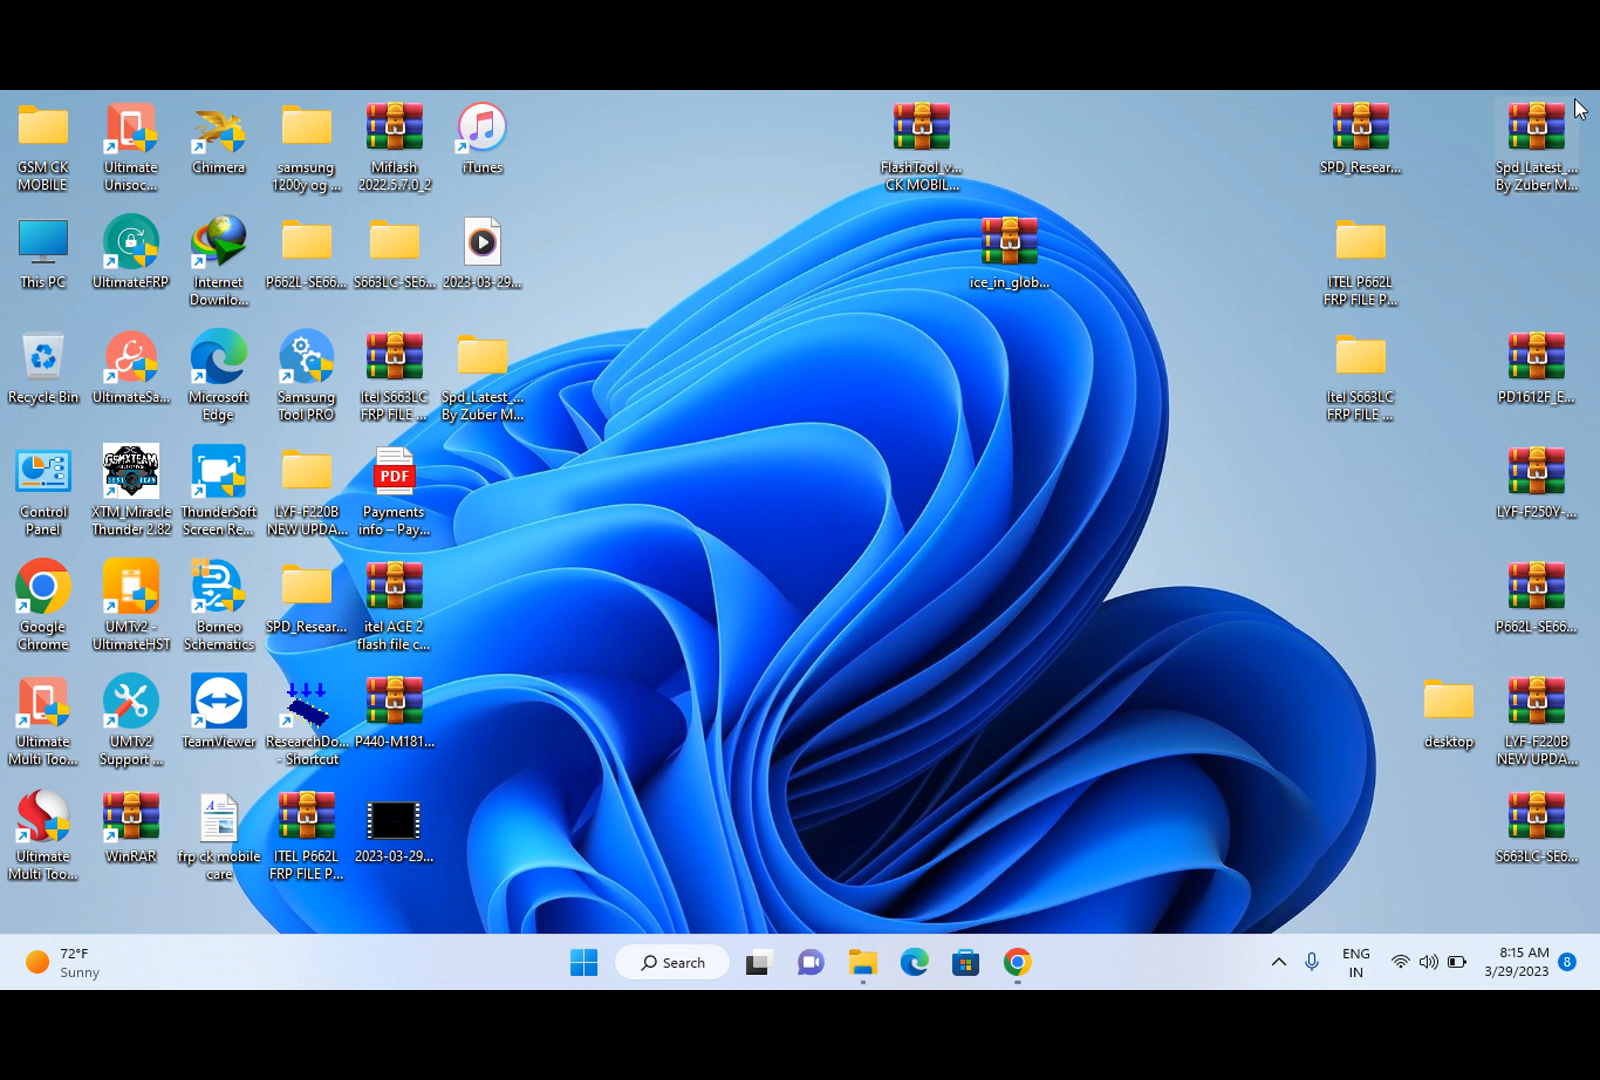 GSM CK
MOBILE
Ultimate
Unisoc...
Chimera
samsung
1200y og ...
Miflash
2022.5.7.0_2
iTunes
FlashTool_v...
CK MOBIL...
SPD_Resear...
Spd_Latest_...
By Zuber M...
This PC
UltimateFRP
Internet
Downlo...
P662L-SE66...
S663LC-SE6...
2023-03-29...
ice_in_glob...
ITEL P662L
FRP FILE P...
Recycle Bin
UltimateSa...
Microsoft
Edge
Samsung
Tool PRO
Itel S663LC
FRP FILE ...
Spd_Latest_...
By Zuber M...
Itel S663LC
FRP FILE ...
PD1612F_E...
Control
Panel
GSMXTEAM
XTM_Miracle
Thunder 2.82
ThunderSoft
Screen Re...
LYF-F220B
NEW UPDA...
PDF
Payments
info – Pay...
LYF-F250Y-...
Google
Chrome
UMTv2 -
UltimateHST
Borneo
Schematics
SPD_Resear...
itel ACE 2
flash file c...
P662L-SE66...
Ultimate
Multi Too...
UMTv2
Support ...
TeamViewer
ResearchDo...
- Shortcut
P440-M181...
desktop
LYF-F220B
NEW UPDA...
Ultimate
Multi Too...
WinRAR
frp ck mobile
care
ITEL P662L
FRP FILE P...
2023-03-29...
S663LC-SE6...
72°F
Sunny
Search
ENG
IN
8:15 AM
3/29/2023
8